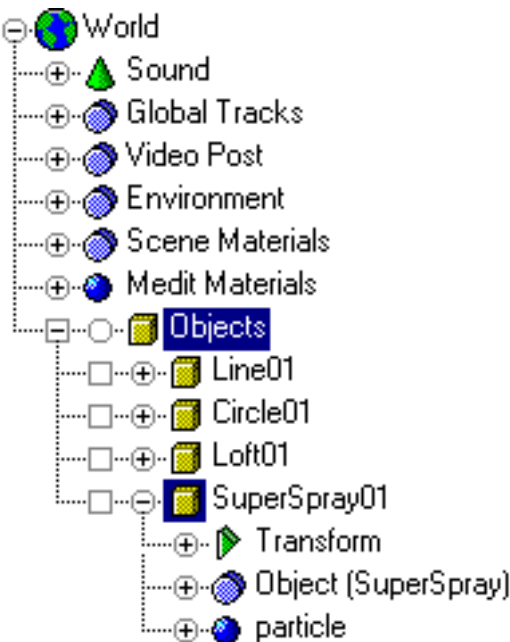 World
Sound
Global Tracks
Video Post
Environment
Scene Materials
Medit Materials
Objects
Line01
Circle01
Loft01
SuperSpray01
Transform
Object (SuperSpray)
particle